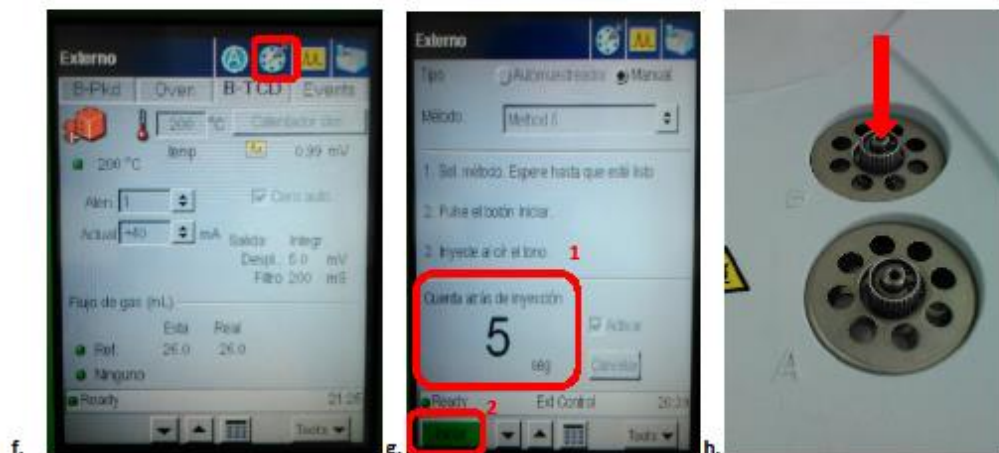 Externo
B-Pkd Oven B-TCD Events
200 °C Calentador
200 °C temp 0.99 mV
Aten. 1 Cero auto.
Actual +40 mA Salida Integr.
Despl. 5.0 mV
Filtro 200 mS
Flujo de gas (mL)
Esta Real
Ref. 26.0 26.0
Ninguno
Ready 21:26
Tools
f.
Externo
Tipo Automuestreador Manual
Método: Method 5
1. Sel. método. Espere hasta que esté listo
2. Pulse el botón Iniciar.
3. Inyecte al oír el tono.
1
Cuenta atrás de inyección
5 Activar
seg Cancelar
Ready Ext Control
2
Tools
g.
B
A
h.